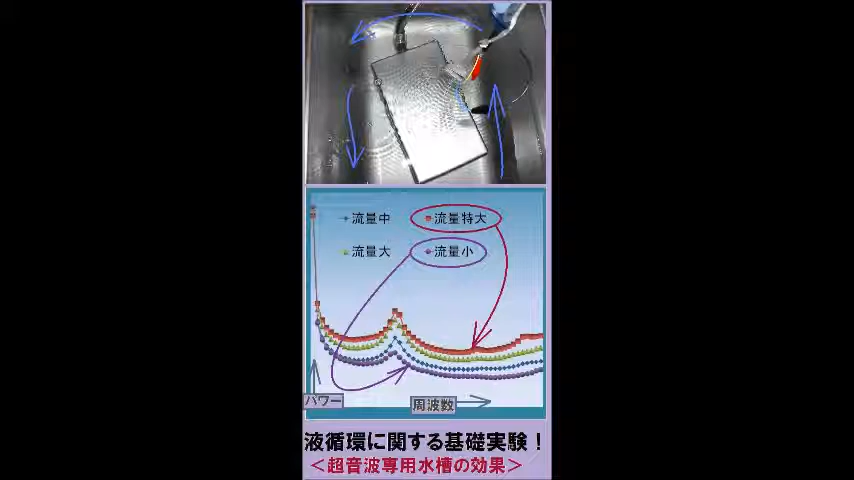 流量中 流量特大
流量大 流量小
パワー
周波数
液循環に関する基礎実験！
＜超音波専用水槽の効果＞